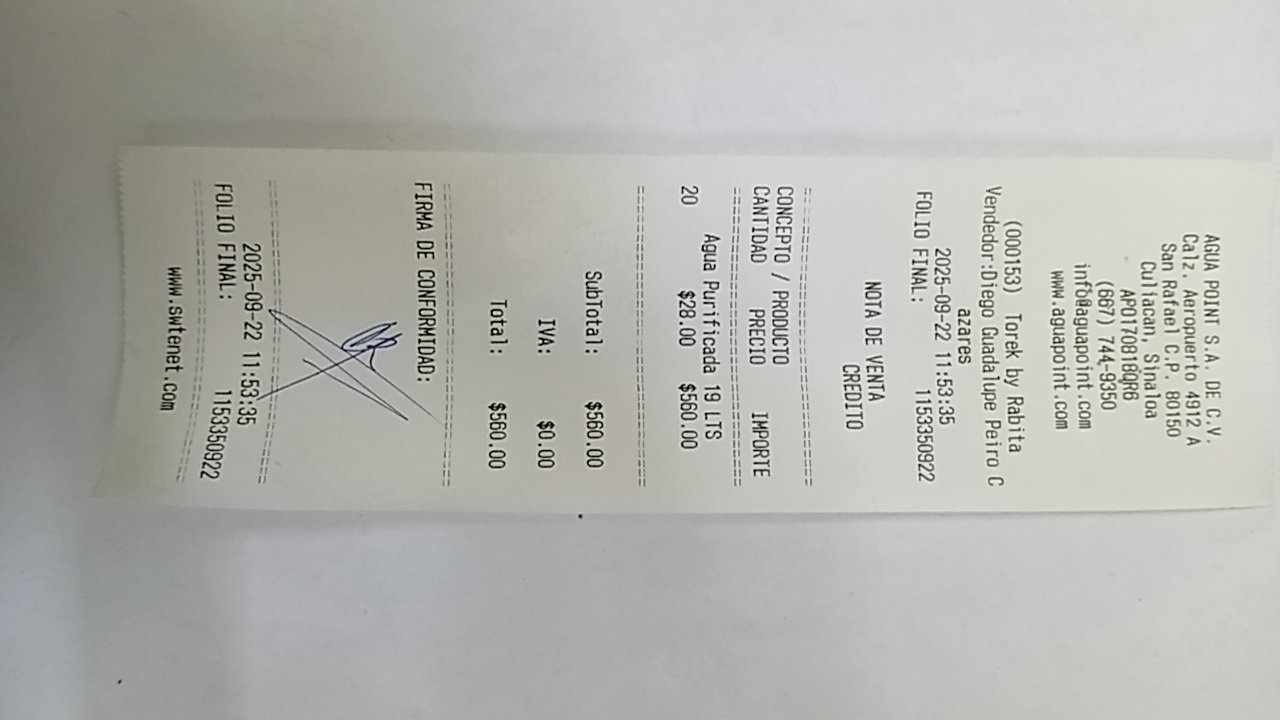 AGUA POINT S.A. DE C.V.
Calz. Aeropuerto 4912 A
San Rafael C.P. 80150
Culiacan, Sinaloa
APO170818QR6
(667) 744-9350
info@aguapoint.com
www.aguapoint.com
(000153) Torek by Rabita
Vendedor:Diego Guadalupe Peiro C
azares
2025-09-22 11:53:35
FOLIO FINAL: 1153350922
NOTA DE VENTA
CREDITO
CONCEPTO / PRODUCTO
CANTIDAD PRECIO IMPORTE
Agua Purificada 19 LTS
20 $28.00 $560.00
SubTotal: $560.00
IVA: $0.00
Total: $560.00
FIRMA DE CONFORMIDAD:
2025-09-22 11:53:35
FOLIO FINAL: 1153350922
www.swtenet.com